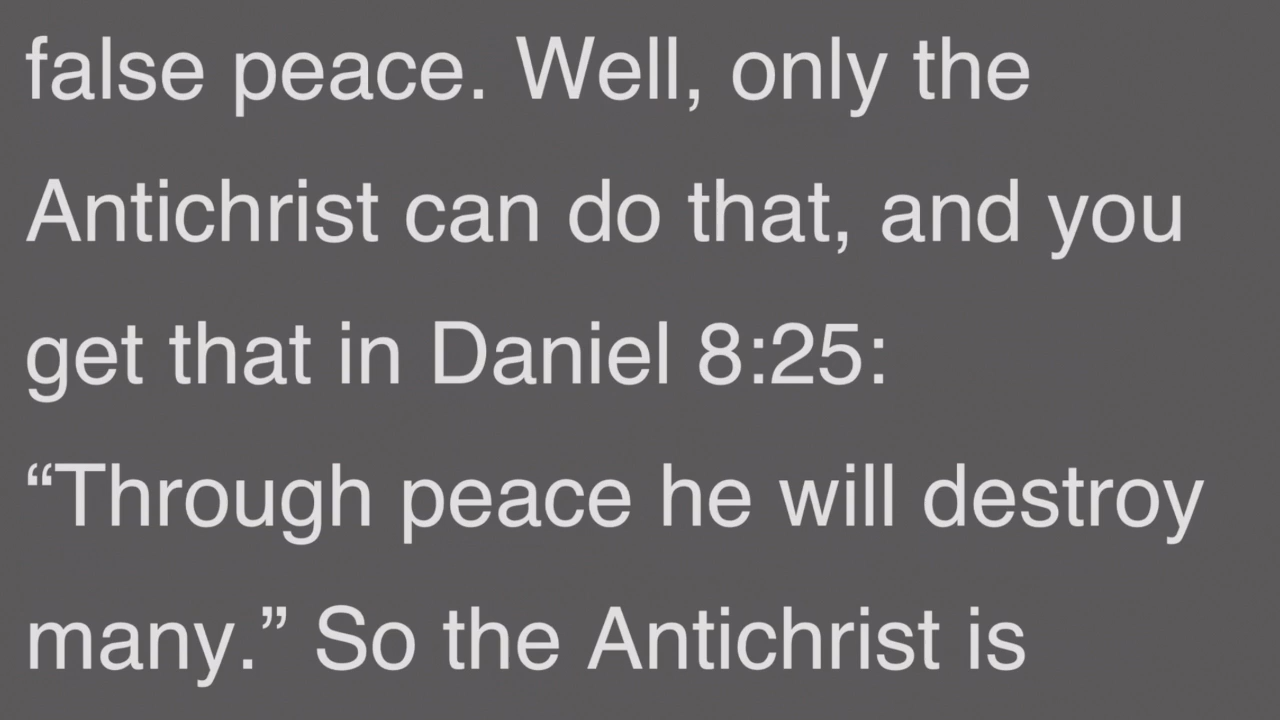 false peace. Well, only the
Antichrist can do that, and you
get that in Daniel 8:25:
“Through peace he will destroy
many.” So the Antichrist is